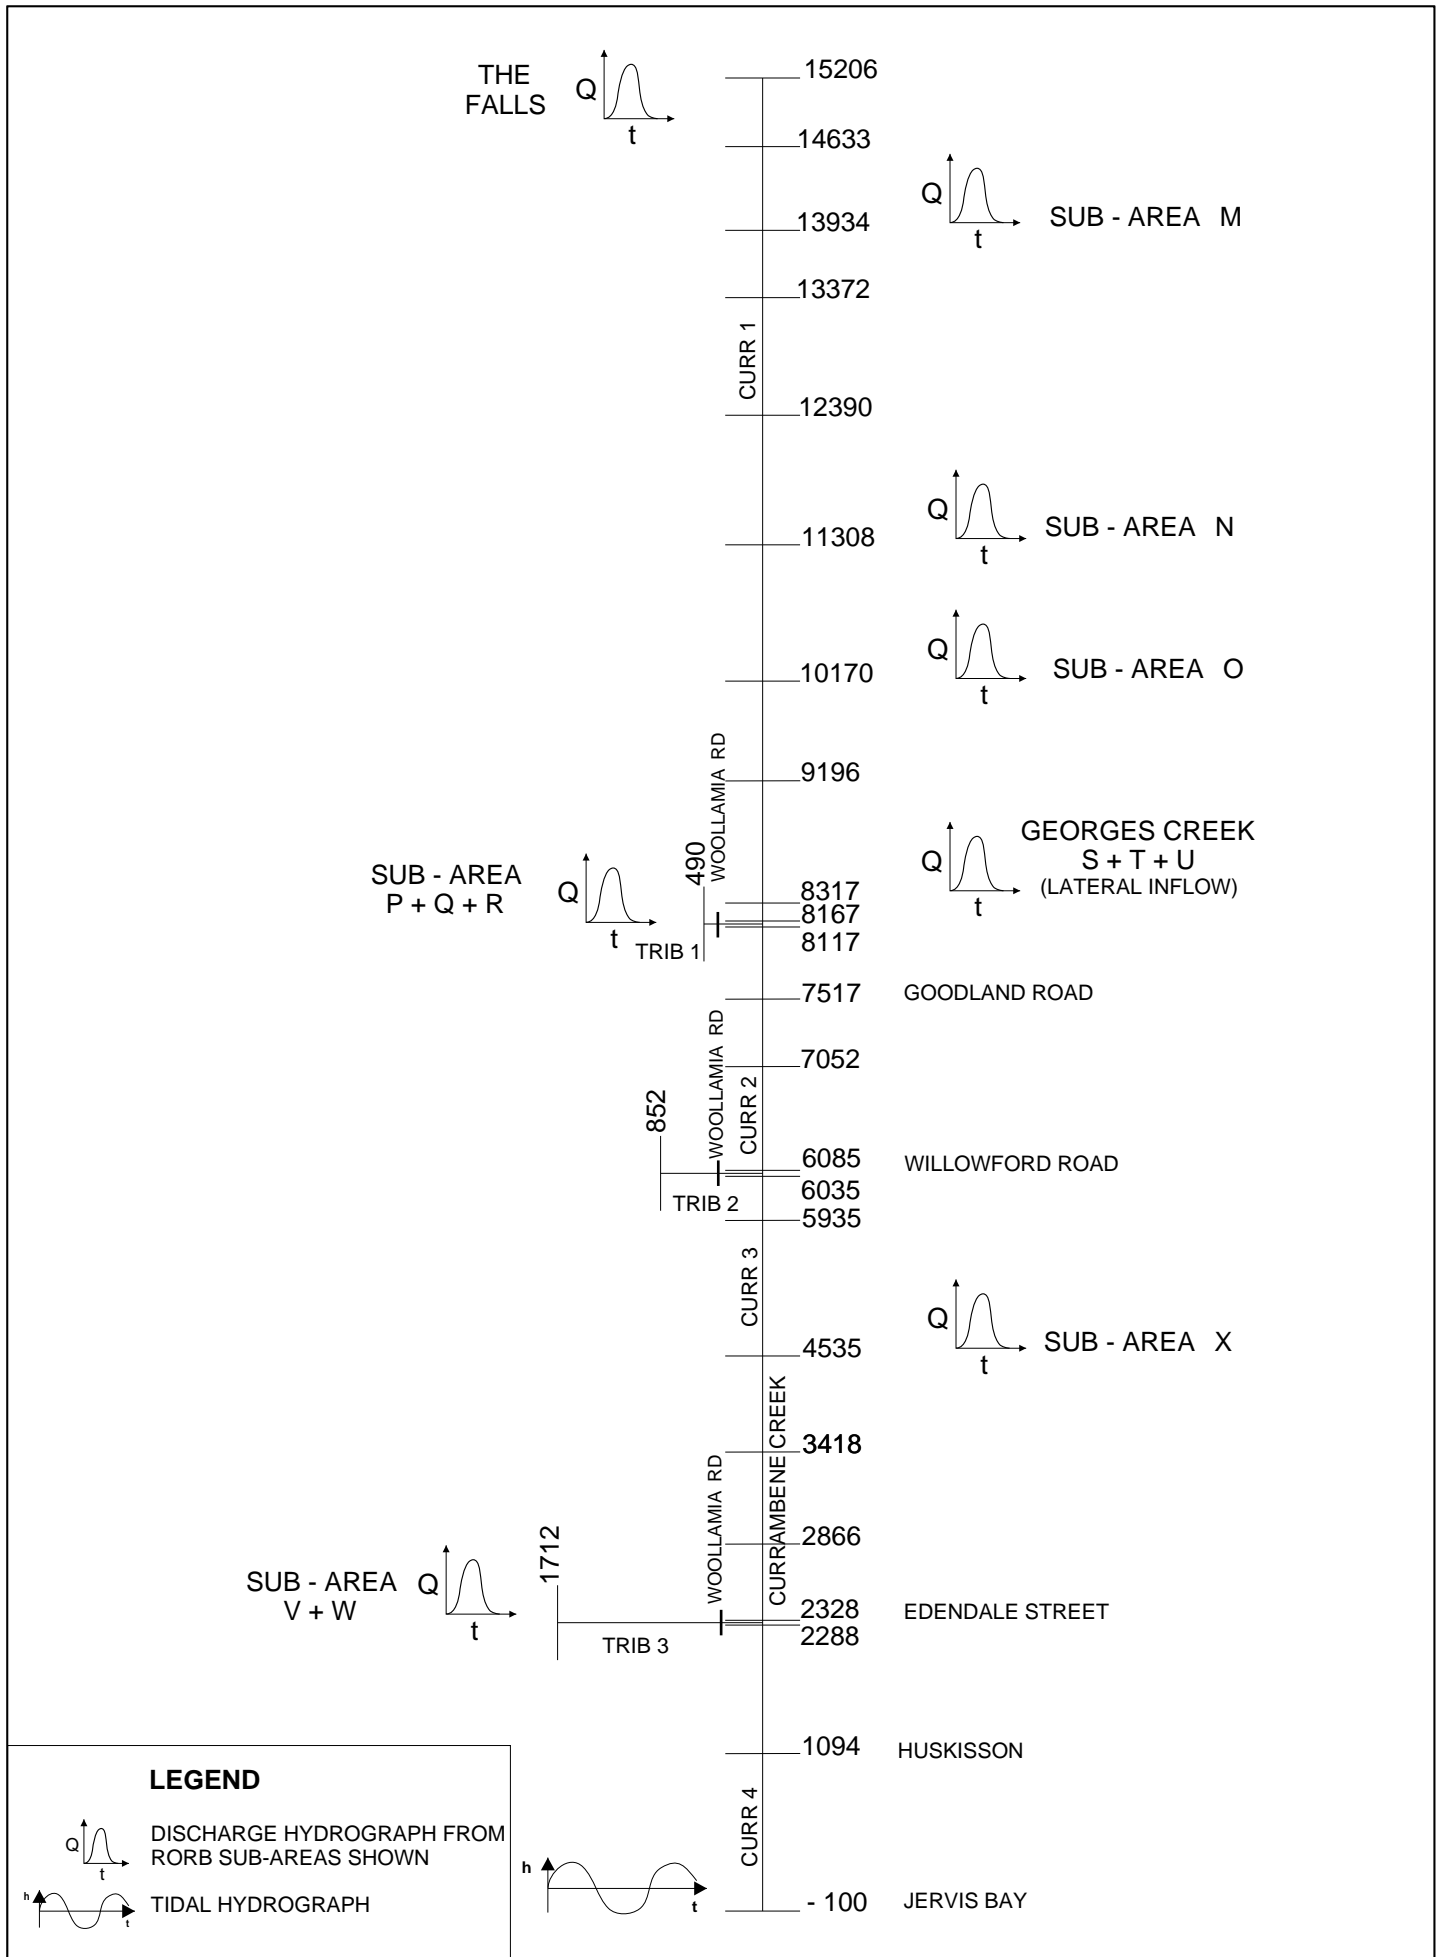 THE
FALLS
Q
t
15206
14633
Q
t
SUB - AREA M
13934
13372
CURR 1
12390
Q
t
SUB - AREA N
11308
Q
t
SUB - AREA O
10170
WOOLLAMIA RD
9196
GEORGES CREEK
S + T + U
(LATERAL INFLOW)
Q
t
SUB - AREA
P + Q + R
Q
t
490
TRIB 1
8317
8167
8117
7517
GOODLAND ROAD
WOOLLAMIA RD
7052
CURR 2
852
TRIB 2
6085
WILLOWFORD ROAD
6035
5935
CURR 3
Q
t
SUB - AREA X
4535
CURRAMBENE CREEK
3418
WOOLLAMIA RD
2866
1712
SUB - AREA
V + W
Q
t
TRIB 3
2328
EDENDALE STREET
2288
1094
HUSKISSON
CURR 4
h
t
- 100
JERVIS BAY
LEGEND
Q
t
DISCHARGE HYDROGRAPH FROM
RORB SUB-AREAS SHOWN
h
t
TIDAL HYDROGRAPH